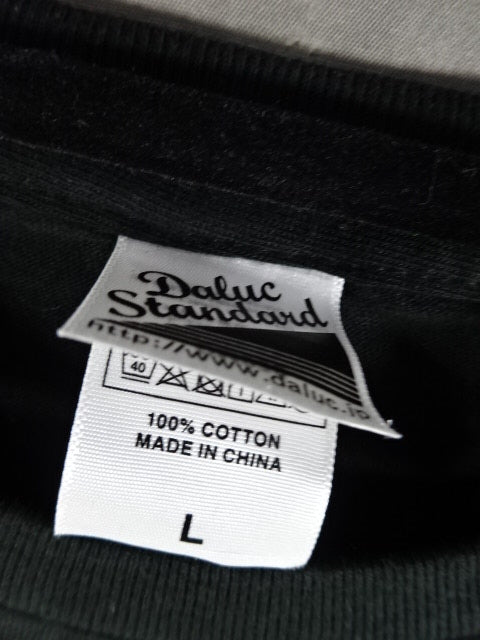 Daluc
Standard
http://www.daluc.jp
40
100% COTTON
MADE IN CHINA
L